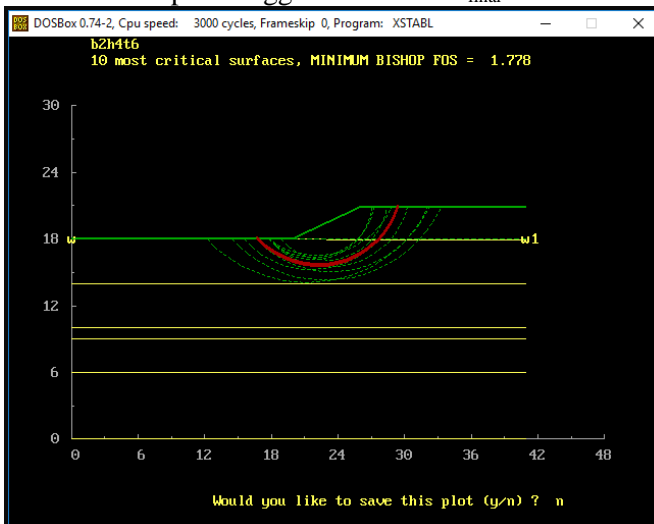 final
DOSBox 0.74-2, Cpu speed: 3000 cycles, Frameskip 0, Program: XSTABL
b2h4t6
10 most critical surfaces, MINIMUM BISHOP FOS = 1.778
30
24
18
w
w1
12
6
0
0 6 12 18 24 30 36 42 48
Would you like to save this plot (y/n) ? n